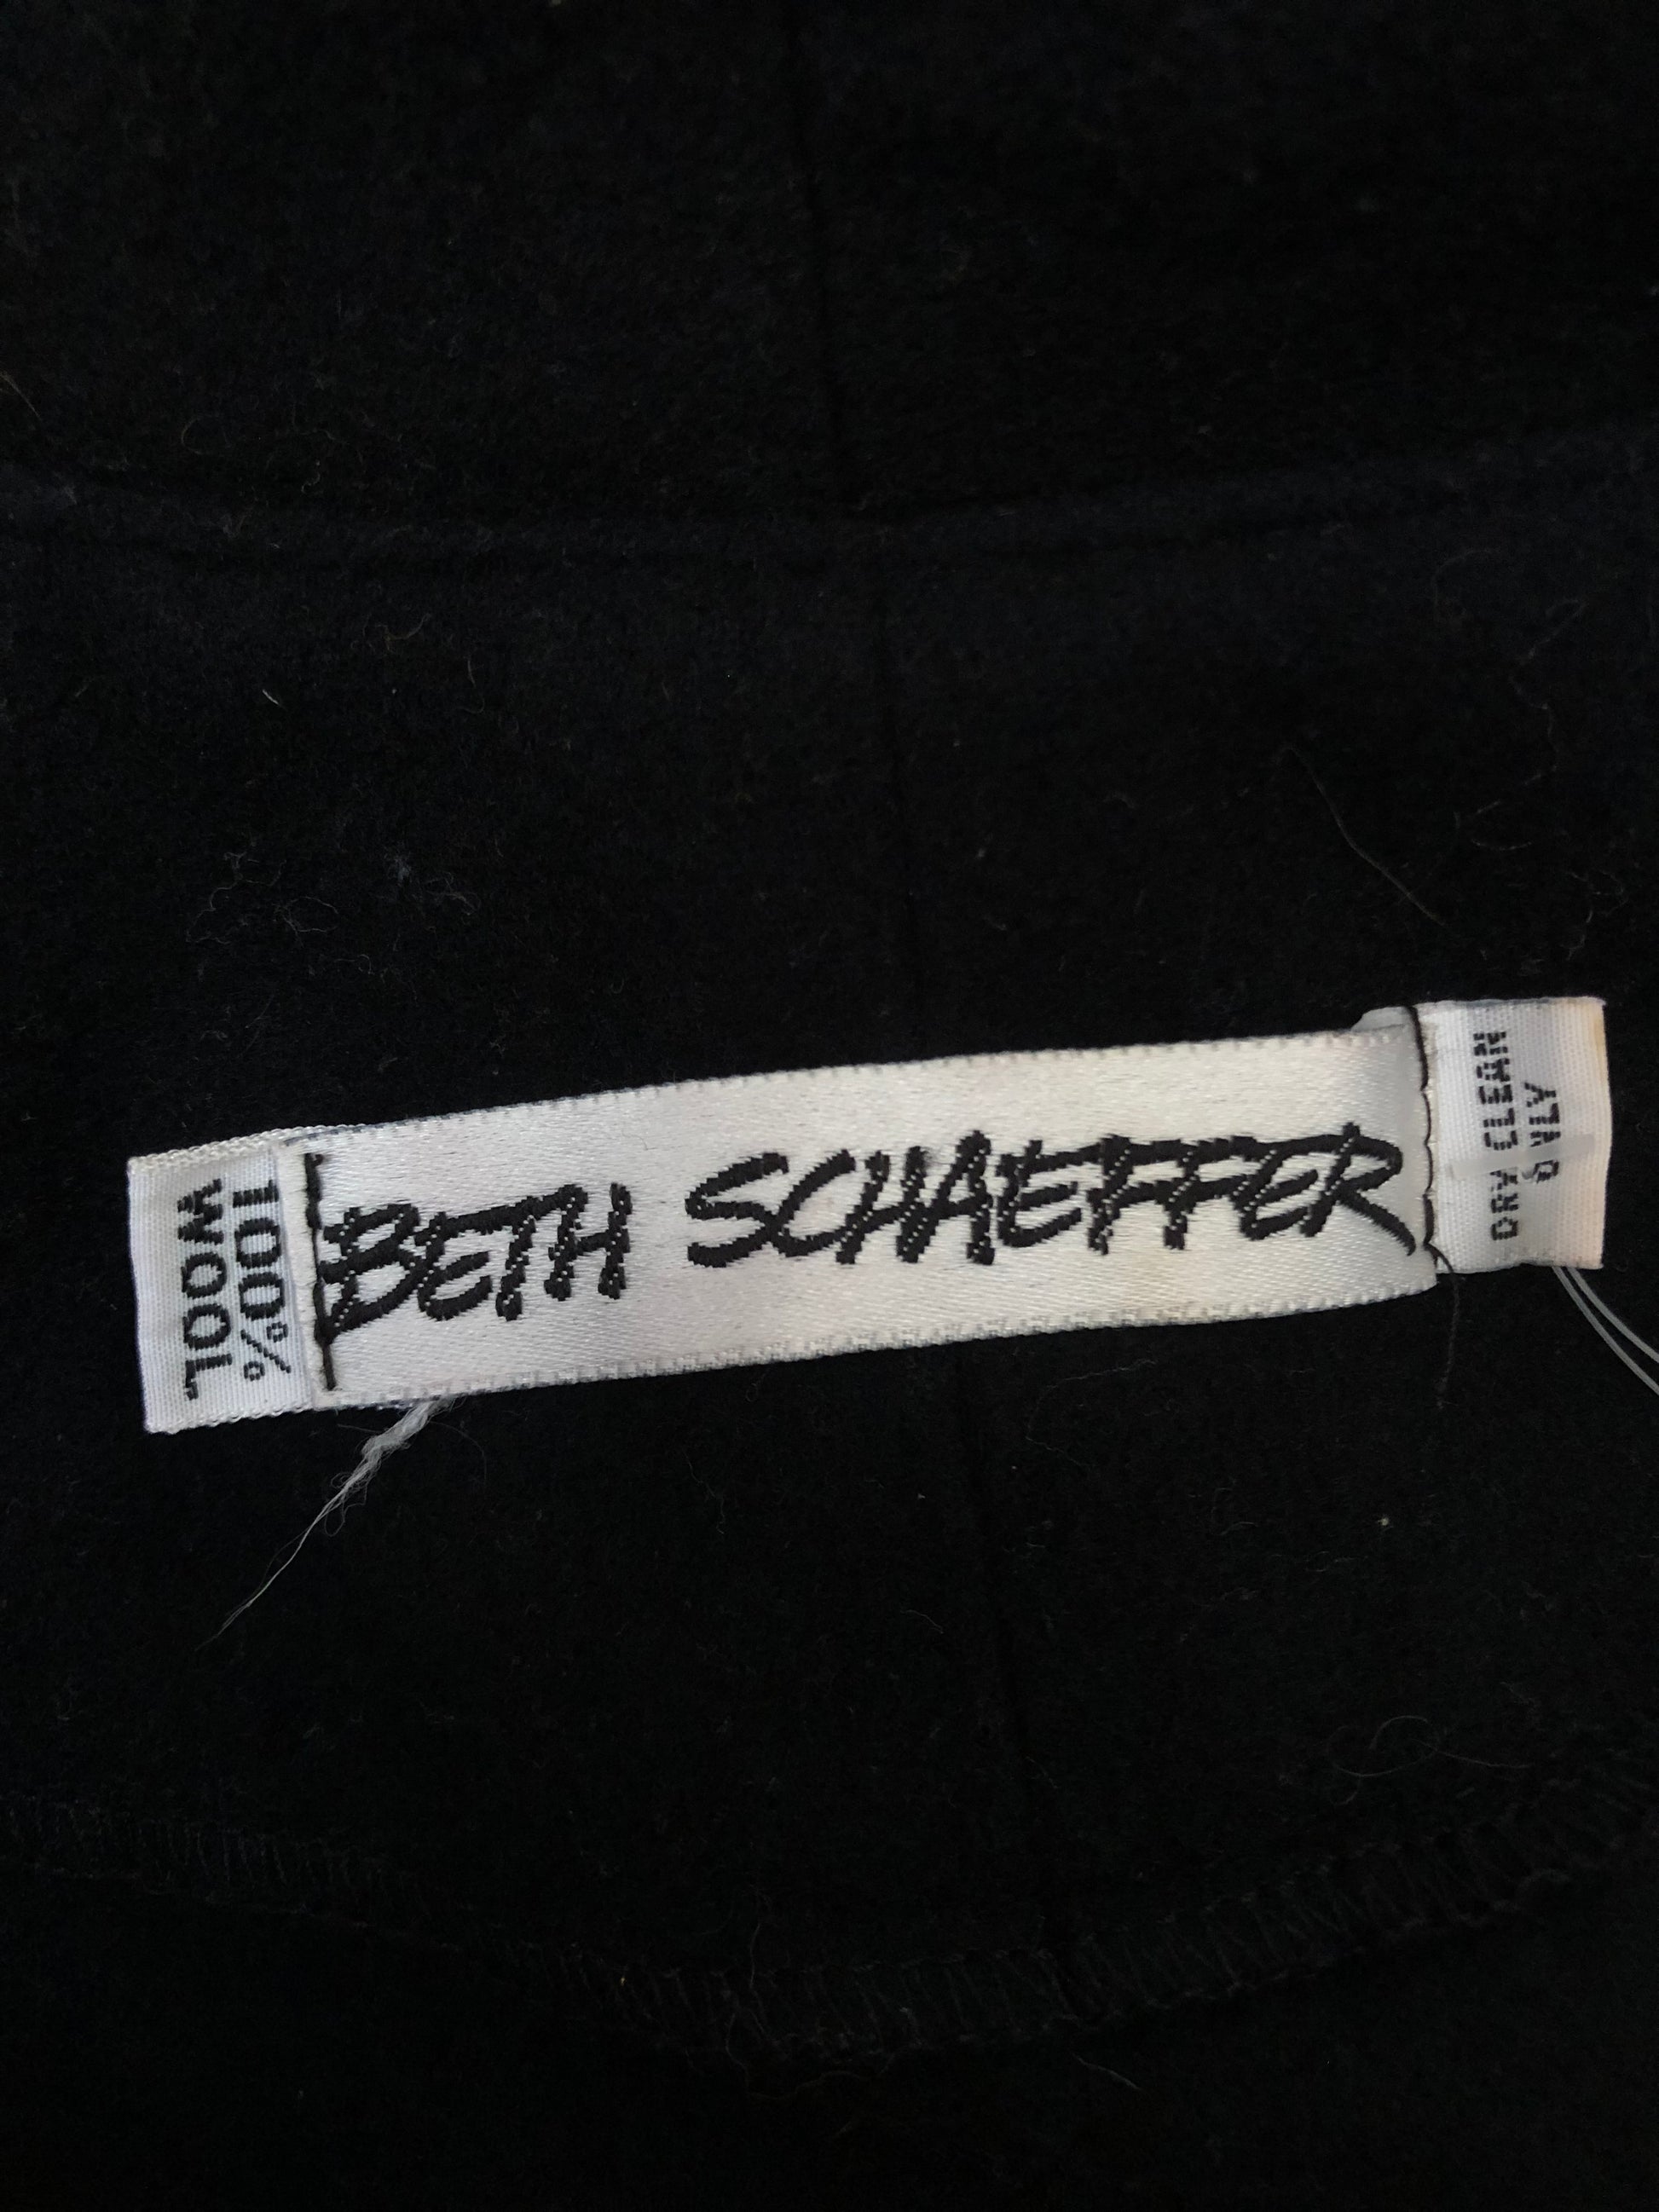 100%
WOOL
BETH SCHAEFFER
DRY CLEAN
ONLY